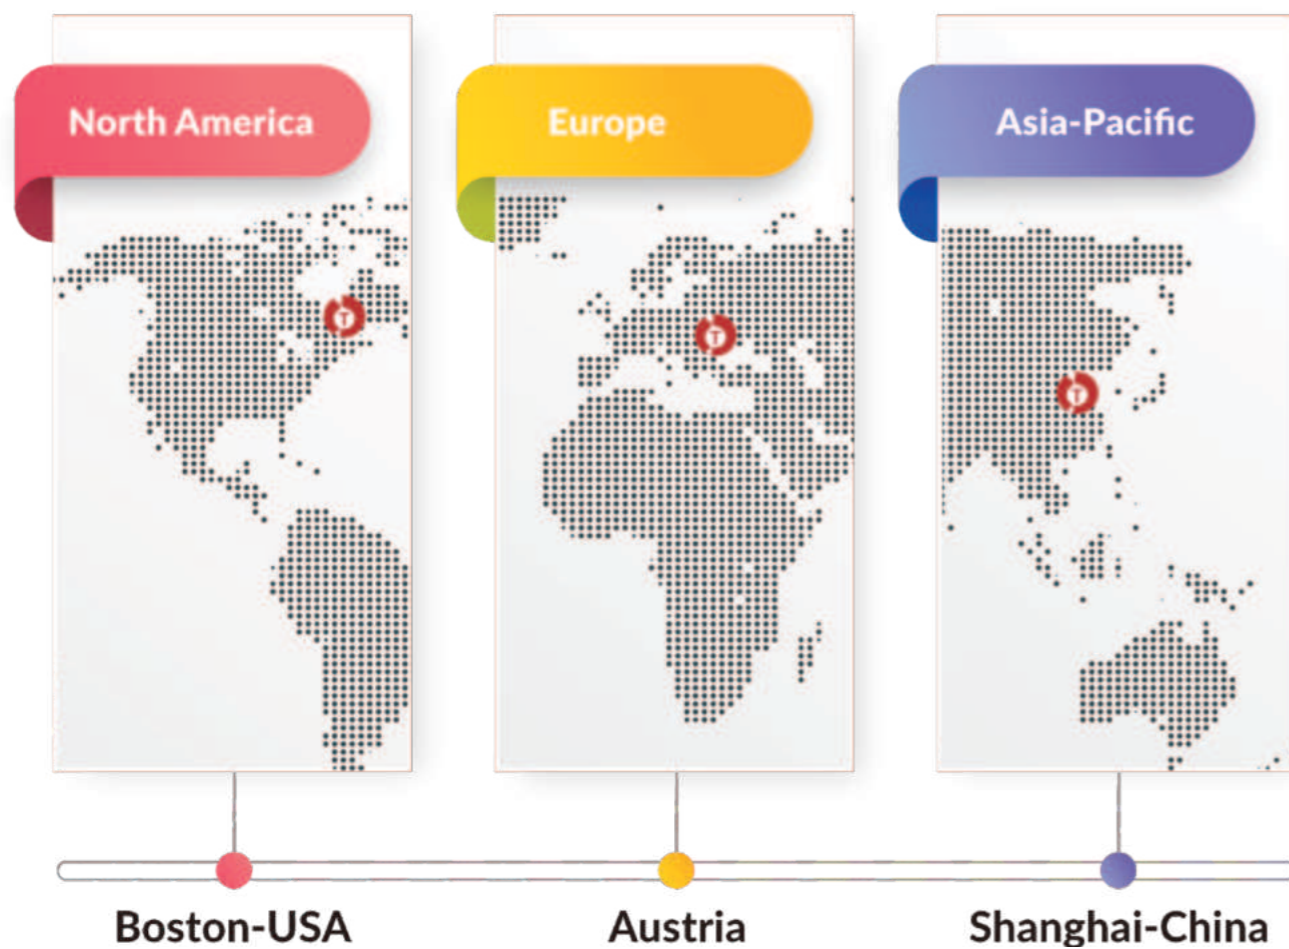 North America
Europe
Asia-Pacific
T
T
T
Boston-USA
Austria
Shanghai-China